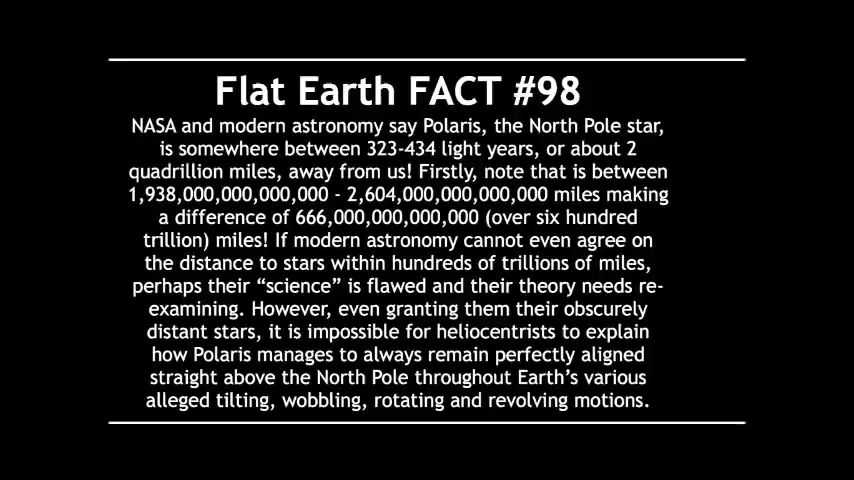 Flat Earth FACT #98
NASA and modern astronomy say Polaris, the North Pole star,
is somewhere between 323-434 light years, or about 2
quadrillion miles, away from us! Firstly, note that is between
1,938,000,000,000,000 - 2,604,000,000,000,000 miles making
a difference of 666,000,000,000,000 (over six hundred
trillion) miles! If modern astronomy cannot even agree on
the distance to stars within hundreds of trillions of miles,
perhaps their “science” is flawed and their theory needs re-
examining. However, even granting them their obscurely
distant stars, it is impossible for heliocentrists to explain
how Polaris manages to always remain perfectly aligned
straight above the North Pole throughout Earth’s various
alleged tilting, wobbling, rotating and revolving motions.